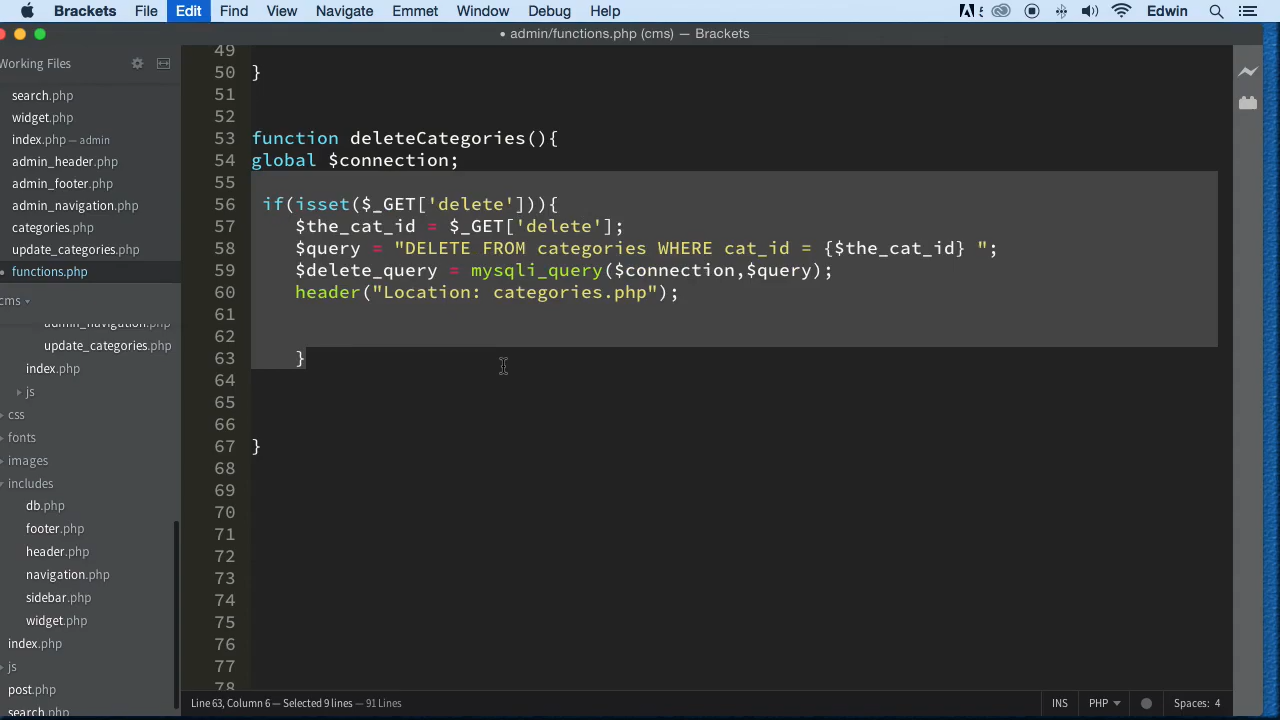 Brackets File Edit Find View Navigate Emmet Window Debug Help 5 Edwin
• admin/functions.php (cms) — Brackets
Working Files
search.php
widget.php
index.php — admin
admin_header.php
admin_footer.php
admin_navigation.php
categories.php
update_categories.php
functions.php
cms
admin_navigation.php
update_categories.php
index.php
js
css
fonts
images
includes
db.php
footer.php
header.php
navigation.php
sidebar.php
widget.php
index.php
js
post.php
search.php
49
50 }
51
52
53 function deleteCategories(){
54 global $connection;
55
56 if(isset($_GET['delete'])){
57 $the_cat_id = $_GET['delete'];
58 $query = "DELETE FROM categories WHERE cat_id = {$the_cat_id} ";
59 $delete_query = mysqli_query($connection,$query);
60 header("Location: categories.php");
61
62
63 }
64
65
66
67 }
68
69
70
71
72
73
74
75
76
77
78
Line 63, Column 6 — Selected 9 lines — 91 Lines INS PHP Spaces: 4